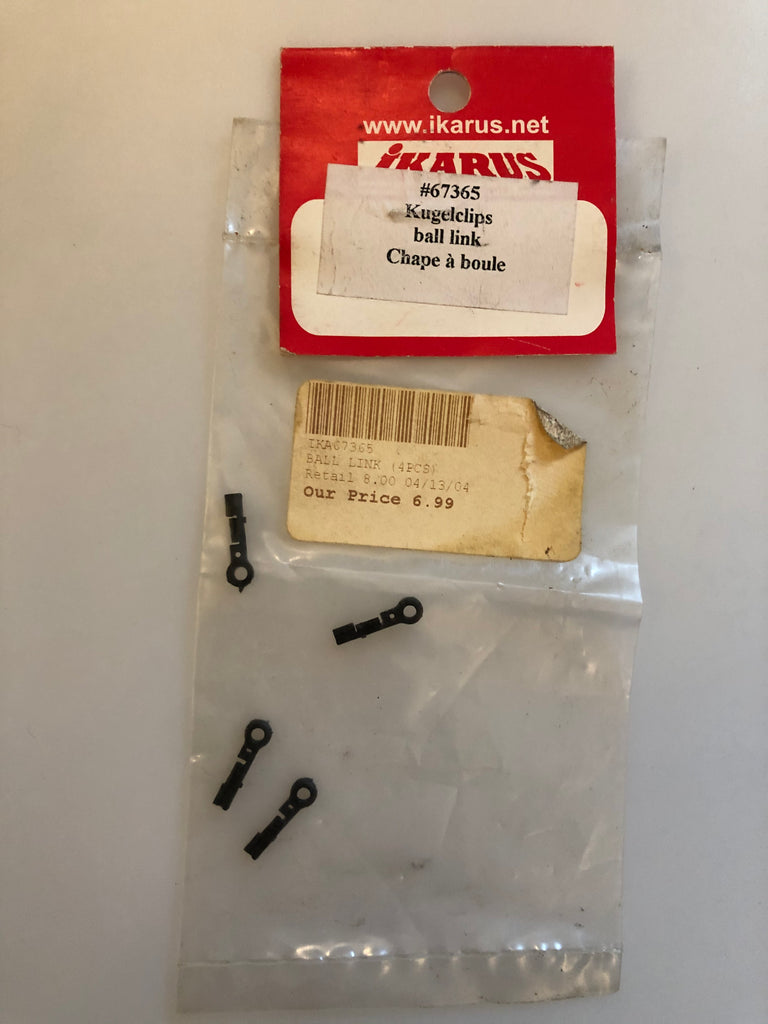 www.ikarus.net
iKARUS
#67365
Kugelclips
ball link
Chape à boule
IKA67365
BALL LINK (4PCS)
Retail 8.00 04/13/04
Our Price 6.99